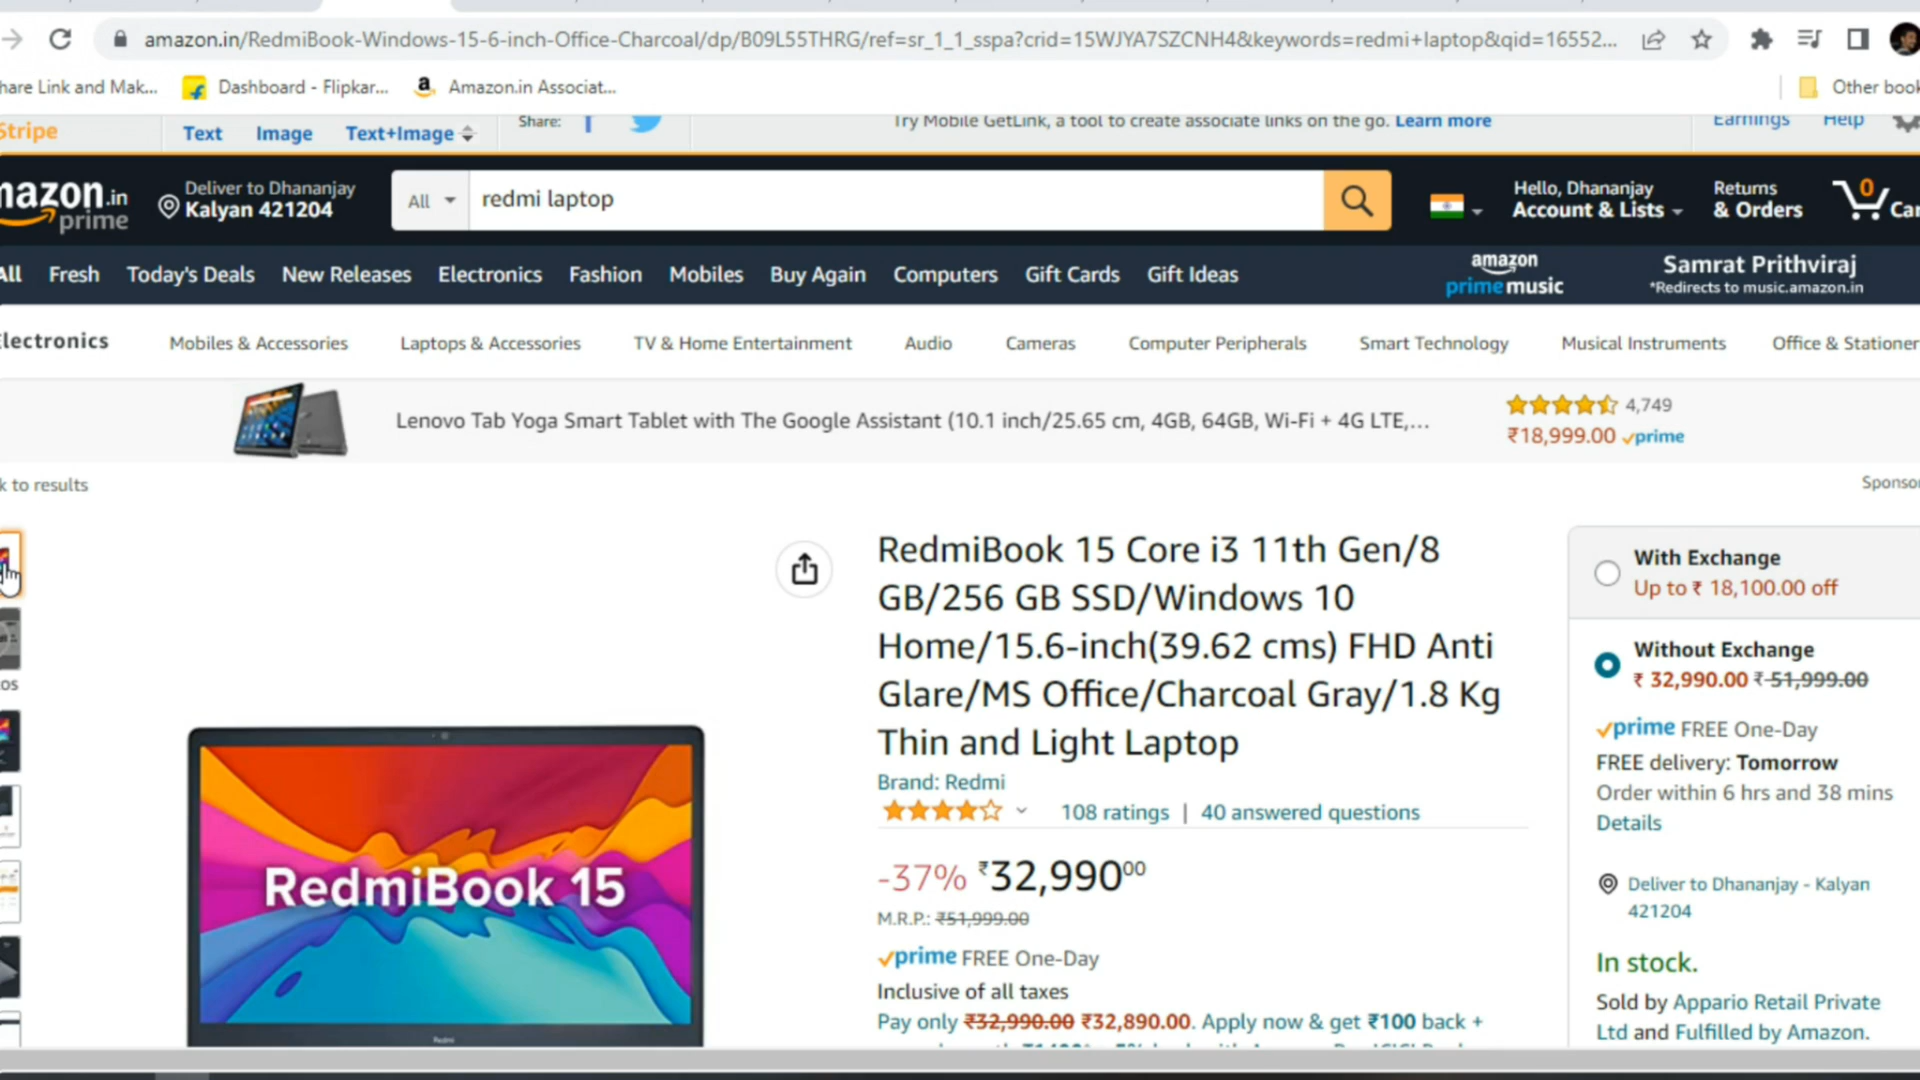 amazon.in/RedmiBook-Windows-15-6-inch-Office-Charcoal/dp/B09L55THRG/ref=sr_1_1_sspa?crid=15WJYA7SZCNH4&keywords=redmi+laptop&qid=16552...
hare Link and Mak... Dashboard - Flipkar... a Amazon.in Associat... Other book
Stripe Text Image Text+Image Share: Try Mobile GetLink, a tool to create associate links on the go. Learn more Earnings Help
mazon.in prime Deliver to Dhananjay Kalyan 421204 All redmi laptop Hello, Dhananjay Account & Lists Returns & Orders 0 Car
All Fresh Today's Deals New Releases Electronics Fashion Mobiles Buy Again Computers Gift Cards Gift Ideas amazon prime music Samrat Prithviraj *Redirects to music.amazon.in
Electronics Mobiles & Accessories Laptops & Accessories TV & Home Entertainment Audio Cameras Computer Peripherals Smart Technology Musical Instruments Office & Stationer
Lenovo Tab Yoga Smart Tablet with The Google Assistant (10.1 inch/25.65 cm, 4GB, 64GB, Wi-Fi + 4G LTE,... 4,749
₹18,999.00 prime
k to results
Sponsor
RedmiBook 15 Core i3 11th Gen/8
GB/256 GB SSD/Windows 10
Home/15.6-inch(39.62 cms) FHD Anti
Glare/MS Office/Charcoal Gray/1.8 Kg
Thin and Light Laptop
Brand: Redmi
108 ratings | 40 answered questions
-37% ₹32,99000
M.R.P.: ₹51,999.00
prime FREE One-Day
Inclusive of all taxes
Pay only ₹32,990.00 ₹32,890.00. Apply now & get ₹100 back +
os
RedmiBook 15
Redmi
With Exchange
Up to ₹ 18,100.00 off
Without Exchange
₹ 32,990.00 ₹ 51,999.00
prime FREE One-Day
FREE delivery: Tomorrow
Order within 6 hrs and 38 mins
Details
Deliver to Dhananjay - Kalyan
421204
In stock.
Sold by Appario Retail Private
Ltd and Fulfilled by Amazon.